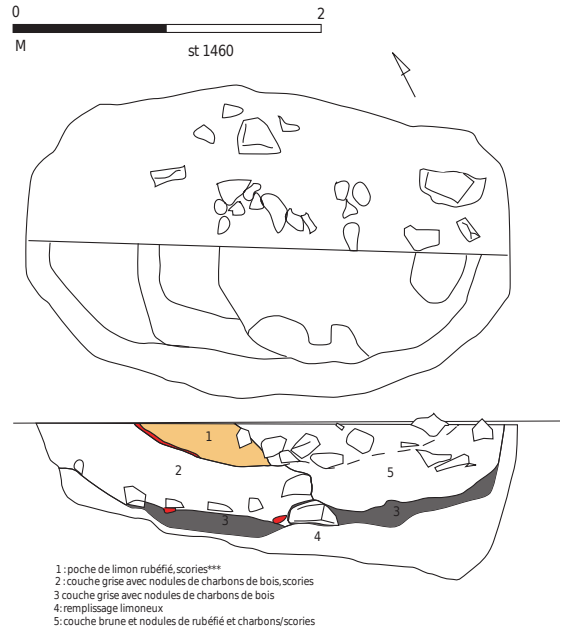 0 2
M
st 1460
1
2
5
3
3
4
1 : poche de limon rubéfié, scories***
2 : couche grise avec nodules de charbons de bois, scories
3 couche grise avec nodules de charbons de bois
4: remplissage limoneux
5: couche brune et nodules de rubéfié et charbons/scories